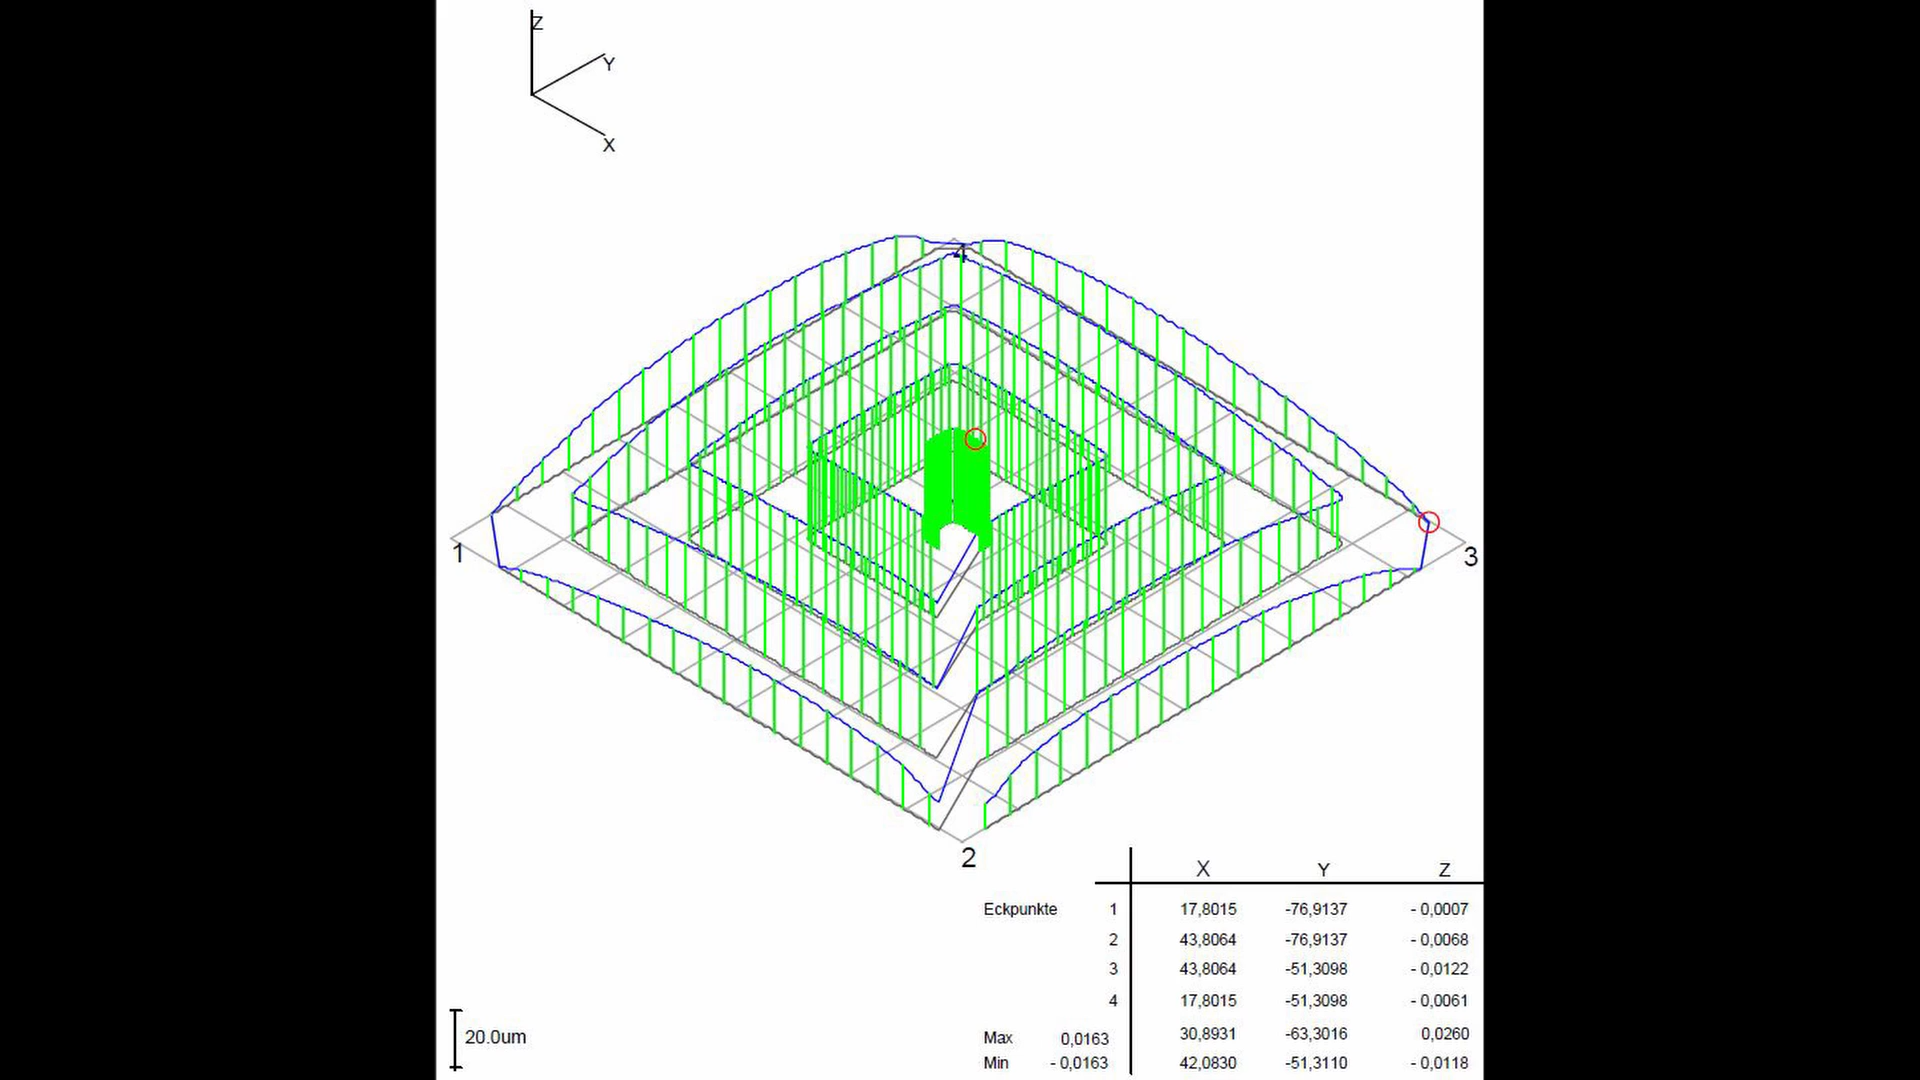 Z
Y
X
4
1
3
2
X Y Z
Eckpunkte 1 17,8015 -76,9137 - 0,0007
2 43,8064 -76,9137 - 0,0068
3 43,8064 -51,3098 - 0,0122
4 17,8015 -51,3098 - 0,0061
20.0um
Max 0,0163 30,8931 -63,3016 0,0260
Min - 0,0163 42,0830 -51,3110 - 0,0118